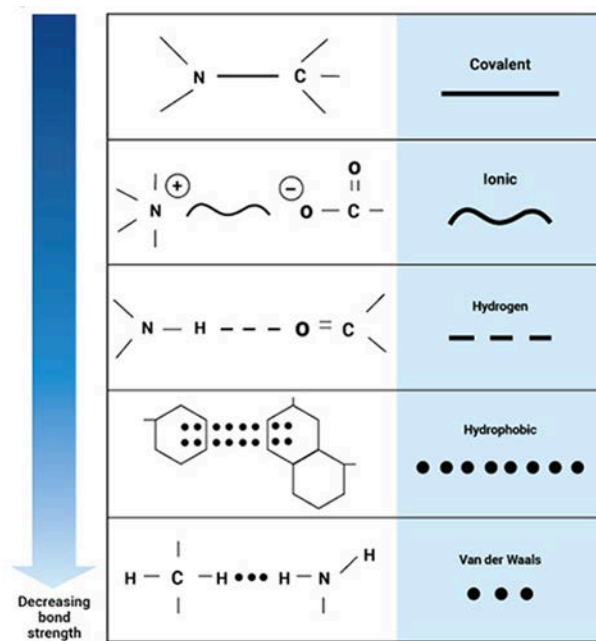 N C
Covalent
+ − O
N O C
Ionic
N H O C
Hydrogen
Hydrophobic
H C H H N H
Van der Waals
Decreasing
bond
strength